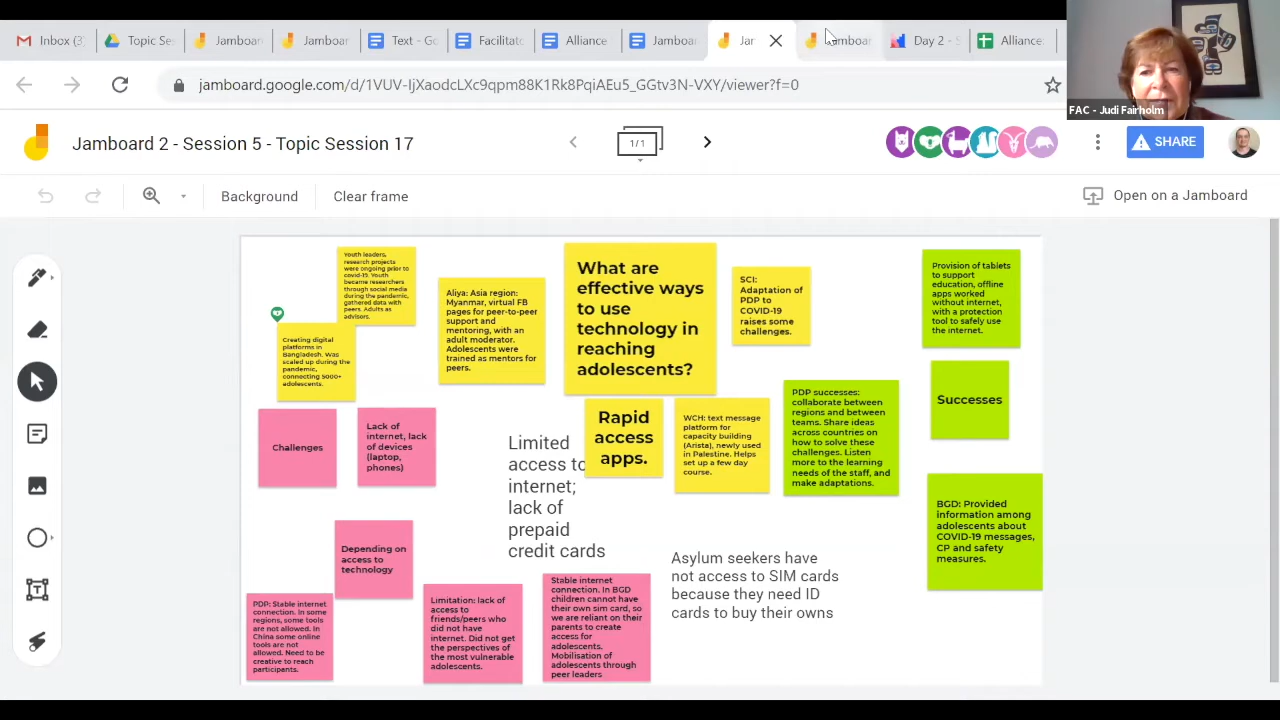 Inbox (3
Topic Se
Jamboar
Jamboar
Text - Go
Facilitat
Alliance
Jamboar
Jar
Jamboar
Day 2 - S
Alliance
jamboard.google.com/d/1VUV-IjXaodcLXc9qpm88K1Rk8PqiAEu5_GGtv3N-VXY/viewer?f=0
FAC - Judi Fairholm
Jamboard 2 - Session 5 - Topic Session 17
1/1
SHARE
Background
Clear frame
Open on a Jamboard
Youth leaders,
research projects
were ongoing prior to
covid-19. Youth
became researchers
through social media
during the pandemic,
gathered data with
peers. Adults as
advisors.
Creating digital
platforms in
Bangladesh. Was
scaled up during the
pandemic,
connecting 5000+
adolescents.
Aliya: Asia region:
Myanmar, virtual FB
pages for peer-to-peer
support and
mentoring, with an
adult moderator.
Adolescents were
trained as mentors for
peers.
What are
effective ways
to use
technology in
reaching
adolescents?
SCI:
Adaptation of
PDP to
COVID-19
raises some
challenges.
Provision of tablets
to support
education, offline
apps worked
without internet,
with a protection
tool to safely use
the internet.
Challenges
Lack of
internet, lack
of devices
(laptop,
phones)
Limited
access to
internet;
lack of
prepaid
credit cards
Rapid
access
apps.
WCH: text message
platform for
capacity building
(Arista), newly used
in Palestine. Helps
set up a few day
course.
PDP successes:
collaborate between
regions and between
teams. Share ideas
across countries on
how to solve these
challenges. Listen
more to the learning
needs of the staff, and
make adaptations.
Successes
Depending on
access to
technology
BGD: Provided
information among
adolescents about
COVID-19 messages,
CP and safety
measures.
PDP: Stable internet
connection. In some
regions, some tools
are not allowed. In
China some online
tools are not
allowed. Need to be
creative to reach
participants.
Limitation: lack of
access to
friends/peers who
did not have
internet. Did not get
the perspectives of
the most vulnerable
adolescents.
Stable internet
connection. In BGD
children cannot have
their own sim card, so
we are reliant on their
parents to create
access for
adolescents.
Mobilisation of
adolescents through
peer leaders
Asylum seekers have
not access to SIM cards
because they need ID
cards to buy their owns